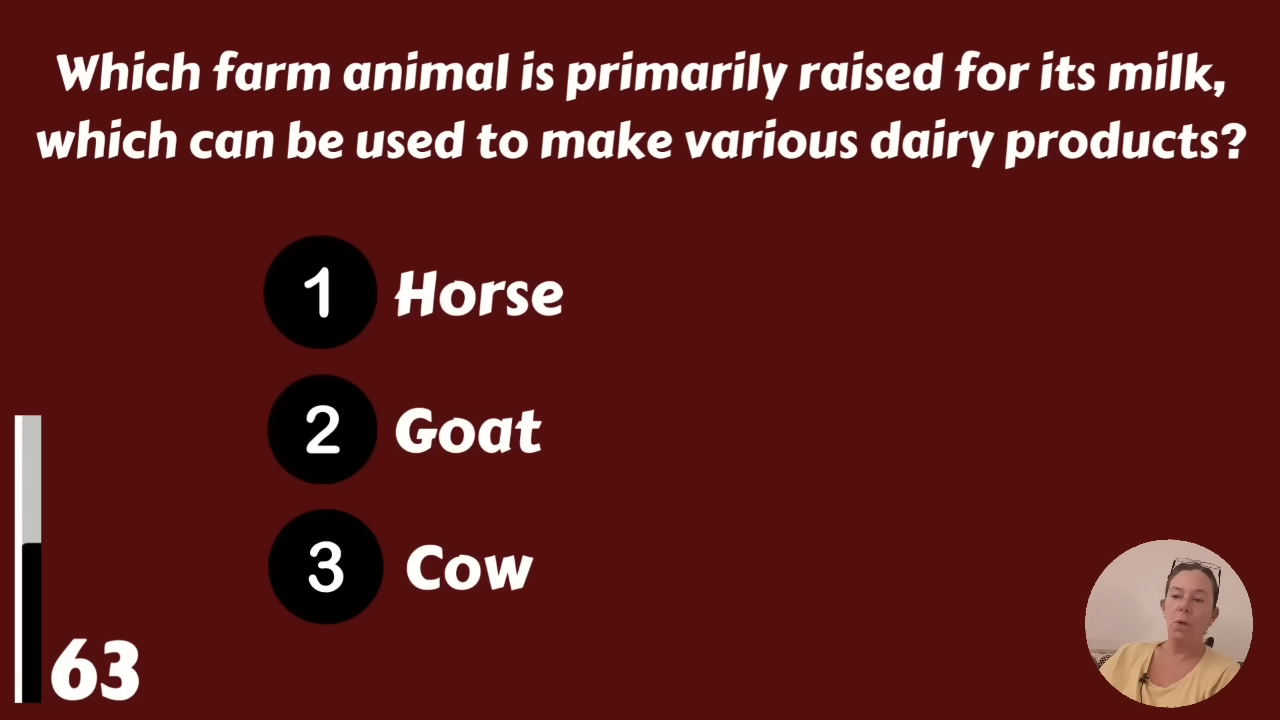 Which farm animal is primarily raised for its milk,
which can be used to make various dairy products?
1 Horse
2 Goat
3 Cow
63